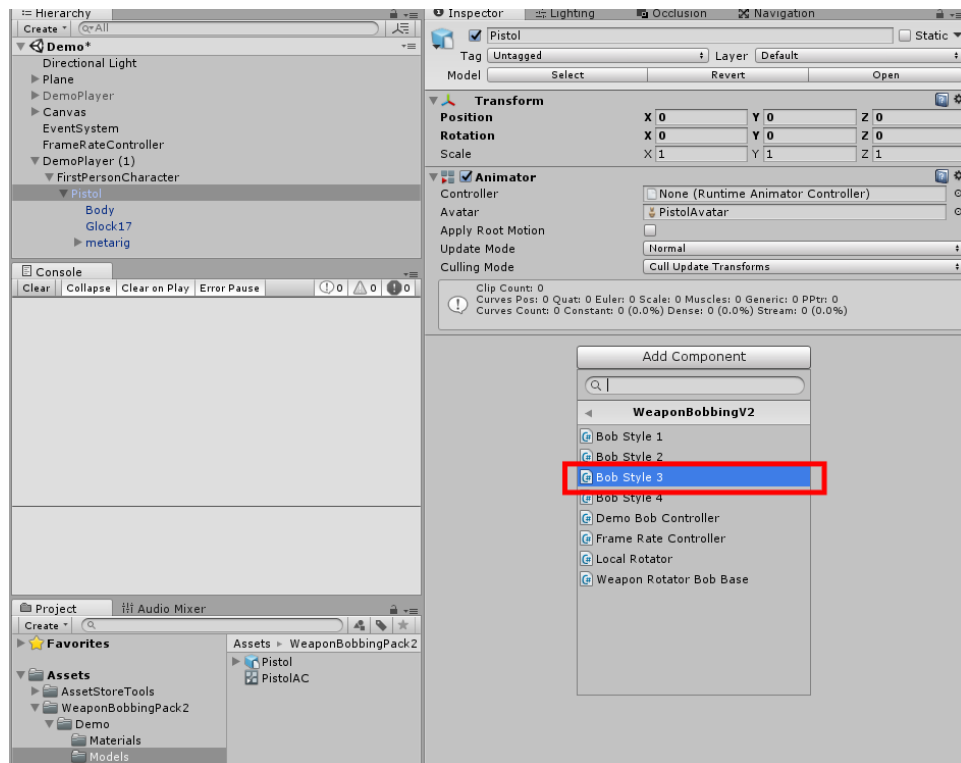 Hierarchy
Create
All
Demo*
Directional Light
Plane
DemoPlayer
Canvas
EventSystem
FrameRateController
DemoPlayer (1)
FirstPersonCharacter
Pistol
Body
Glock17
metarig
Console
Clear Collapse Clear on Play Error Pause 0 0 0
Project Audio Mixer
Create
Favorites
Assets
AssetStoreTools
WeaponBobbingPack2
Demo
Materials
Models
Assets WeaponBobbingPack2
Pistol
PistolAC
Inspector Lighting Occlusion Navigation
Pistol Static
Tag Untagged Layer Default
Model Select Revert Open
Transform
Position X 0 Y 0 Z 0
Rotation X 0 Y 0 Z 0
Scale X 1 Y 1 Z 1
Animator
Controller None (Runtime Animator Controller)
Avatar PistolAvatar
Apply Root Motion
Update Mode Normal
Culling Mode Cull Update Transforms
Clip Count: 0
Curves Pos: 0 Quat: 0 Euler: 0 Scale: 0 Muscles: 0 Generic: 0 PPtr: 0
Curves Count: 0 Constant: 0 (0.0%) Dense: 0 (0.0%) Stream: 0 (0.0%)
Add Component
WeaponBobbingV2
Bob Style 1
Bob Style 2
Bob Style 3
Bob Style 4
Demo Bob Controller
Frame Rate Controller
Local Rotator
Weapon Rotator Bob Base